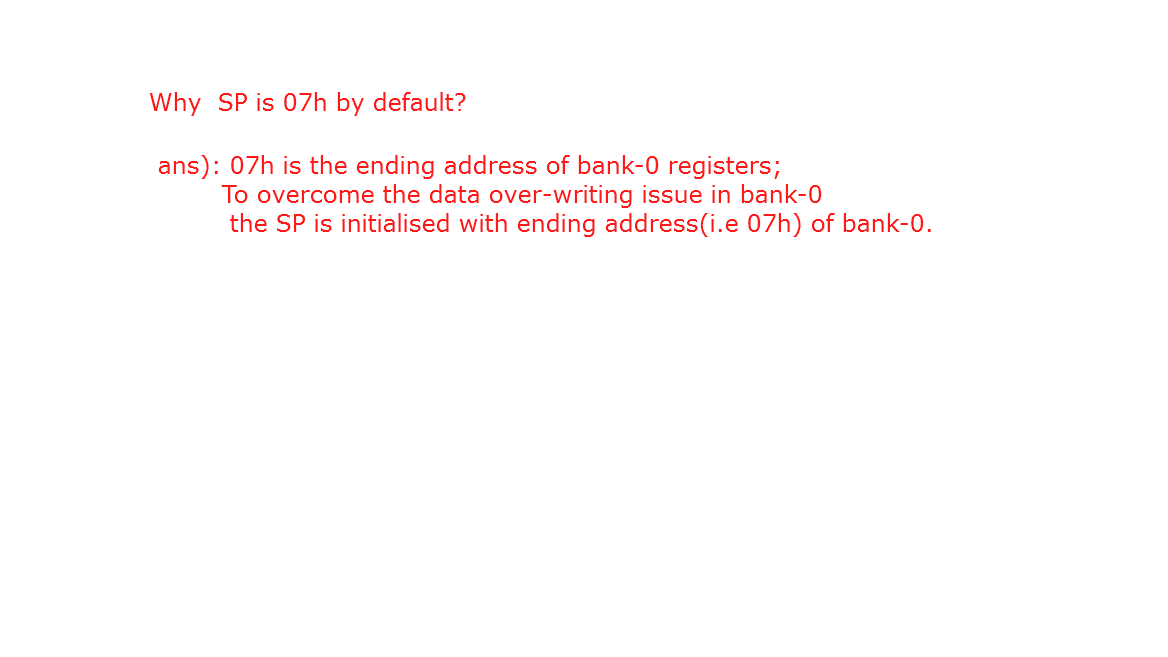 Why  SP is 07h by default?
ans): 07h is the ending address of bank-0 registers;
To overcome the data over-writing issue in bank-0
the SP is initialised with ending address(i.e 07h) of bank-0.